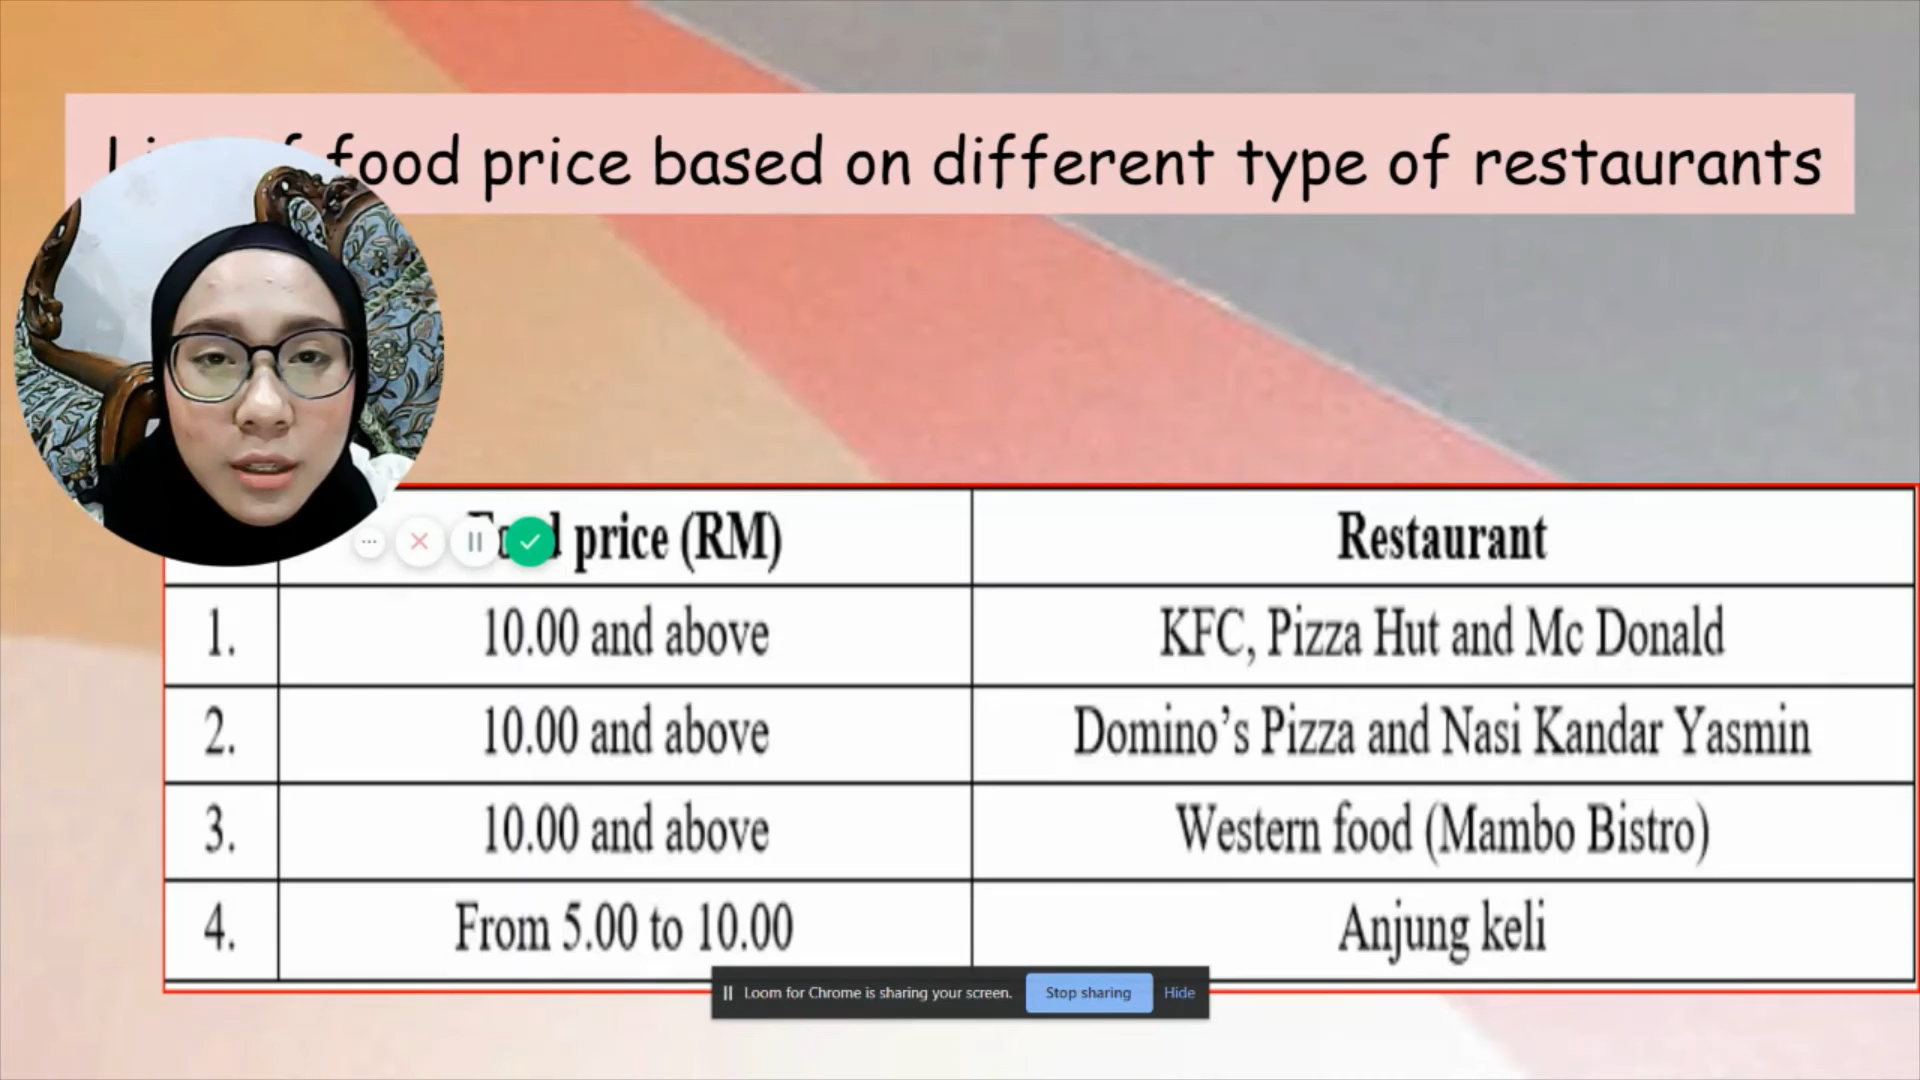 food price based on different type of restaurants
price (RM) Restaurant
1. 10.00 and above KFC, Pizza Hut and Mc Donald
2. 10.00 and above Domino’s Pizza and Nasi Kandar Yasmin
3. 10.00 and above Western food (Mambo Bistro)
4. From 5.00 to 10.00 Anjung keli
Loom for Chrome is sharing your screen. Stop sharing Hide